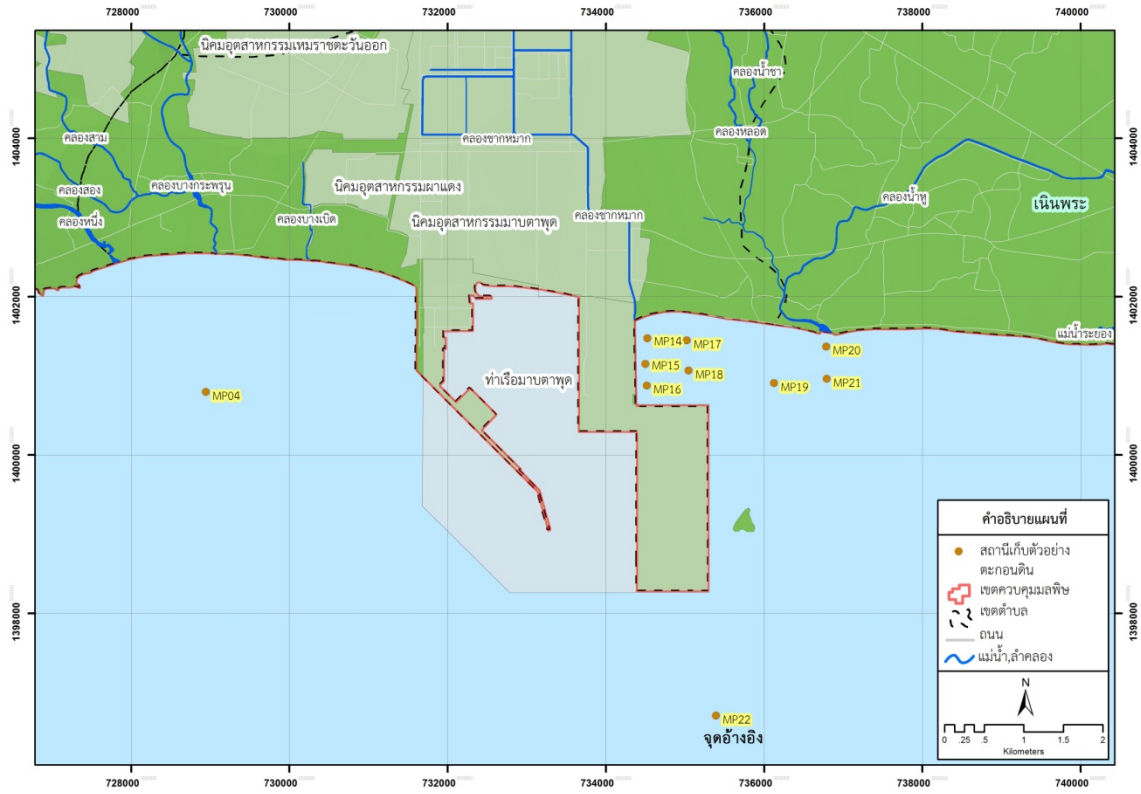 728000
730000
732000
734000
736000
738000
740000
นิคมอุตสาหกรรมเหมราชตะวันออก
คลองน้ำชา
1404000
คลองสาม
คลองชากหมาก
คลองหลอด
1404000
คลองสอง
คลองบางกระพรุน
นิคมอุตสาหกรรมผาแดง
คลองน้ำหู
เนินพระ
คลองหนึ่ง
คลองบางเบิด
นิคมอุตสาหกรรมมาบตาพุด
คลองชากหมาก
1402000
1402000
แม่น้ำระยอง
MP14
MP17
MP20
MP15
MP18
MP16
MP19
MP21
MP04
ท่าเรือมาบตาพุด
1400000
1400000
1398000
1398000
MP22
จุดอ้างอิง
คำอธิบายแผนที่
สถานีเก็บตัวอย่าง
ตะกอนดิน
เขตควบคุมมลพิษ
เขตตำบล
ถนน
แม่น้ำ,ลำคลอง
N
0 .25 .5 1 1.5 2
Kilometers
728000
730000
732000
734000
736000
738000
740000